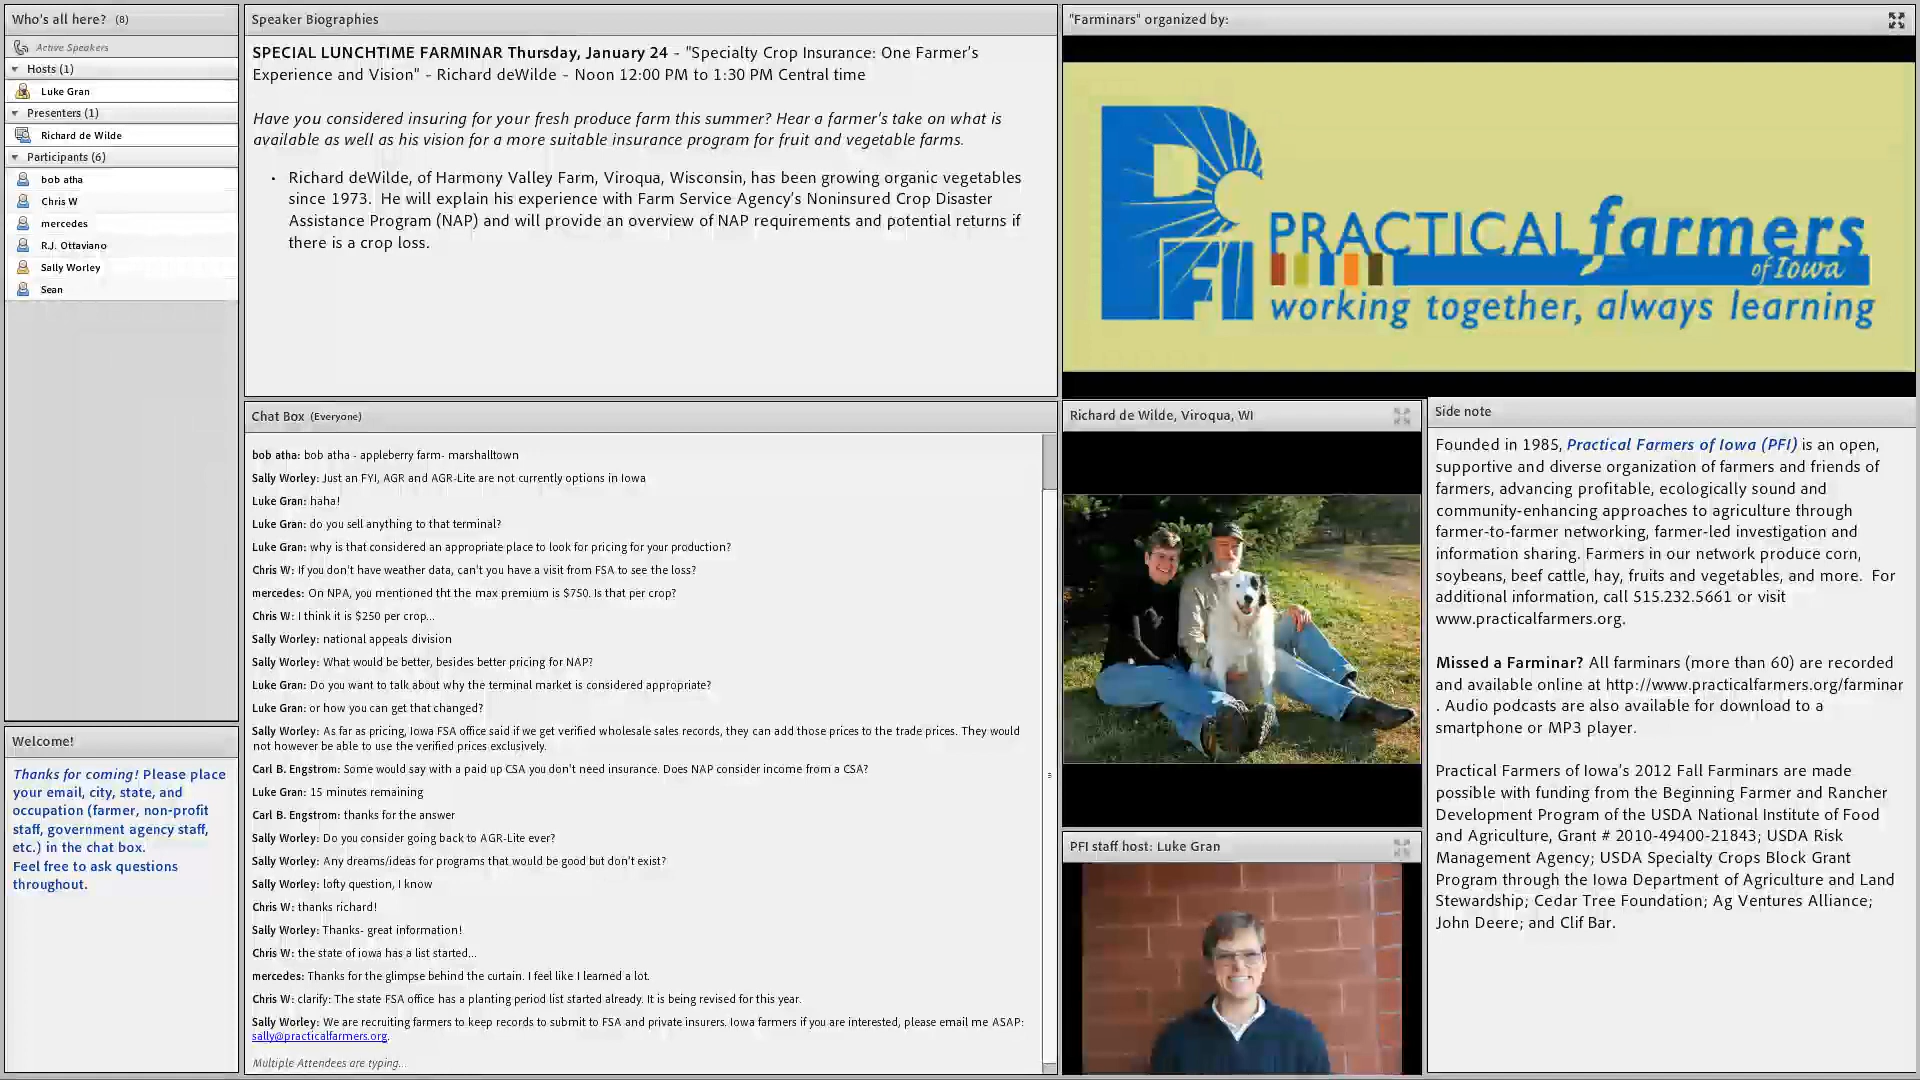 Who's all here? (8)
Active Speakers
Hosts (1)
Luke Gran
Presenters (1)
Richard de Wilde
Participants (6)
bob atha
Chris W
mercedes
R.J. Ottaviano
Sally Worley
Sean
Welcome!
Thanks for coming! Please place
your email, city, state, and
occupation (farmer, non-profit
staff, government agency staff,
etc.) in the chat box.
Feel free to ask questions
throughout.
Speaker Biographies
SPECIAL LUNCHTIME FARMINAR Thursday, January 24 - "Specialty Crop Insurance: One Farmer's
Experience and Vision" - Richard deWilde - Noon 12:00 PM to 1:30 PM Central time
Have you considered insuring for your fresh produce farm this summer? Hear a farmer's take on what is
available as well as his vision for a more suitable insurance program for fruit and vegetable farms.
• Richard deWilde, of Harmony Valley Farm, Viroqua, Wisconsin, has been growing organic vegetables
since 1973. He will explain his experience with Farm Service Agency's Noninsured Crop Disaster
Assistance Program (NAP) and will provide an overview of NAP requirements and potential returns if
there is a crop loss.
Chat Box (Everyone)
bob atha: bob atha - appleberry farm- marshalltown
Sally Worley: Just an FYI, AGR and AGR-Lite are not currently options in Iowa
Luke Gran: haha!
Luke Gran: do you sell anything to that terminal?
Luke Gran: why is that considered an appropriate place to look for pricing for your production?
Chris W: If you don't have weather data, can't you have a visit from FSA to see the loss?
mercedes: On NPA, you mentioned tht the max premium is $750. Is that per crop?
Chris W: I think it is $250 per crop...
Sally Worley: national appeals division
Sally Worley: What would be better, besides better pricing for NAP?
Luke Gran: Do you want to talk about why the terminal market is considered appropriate?
Luke Gran: or how you can get that changed?
Sally Worley: As far as pricing, Iowa FSA office said if we get verified wholesale sales records, they can add those prices to the trade prices. They would
not however be able to use the verified prices exclusively.
Carl B. Engstrom: Some would say with a paid up CSA you don't need insurance. Does NAP consider income from a CSA?
Luke Gran: 15 minutes remaining
Carl B. Engstrom: thanks for the answer
Sally Worley: Do you consider going back to AGR-Lite ever?
Sally Worley: Any dreams/ideas for programs that would be good but don't exist?
Sally Worley: lofty question, I know
Chris W: thanks richard!
Sally Worley: Thanks- great information!
Chris W: the state of iowa has a list started...
mercedes: Thanks for the glimpse behind the curtain. I feel like I learned a lot.
Chris W: clarify: The state FSA office has a planting period list started already. It is being revised for this year.
Sally Worley: We are recruiting farmers to keep records to submit to FSA and private insurers. Iowa farmers if you are interested, please email me ASAP:
sally@practicalfarmers.org.
Multiple Attendees are typing...
"Farminars" organized by:
PFI
PRACTICAL farmers
of Iowa
working together, always learning
Richard de Wilde, Viroqua, WI
PFI staff host: Luke Gran
Side note
Founded in 1985, Practical Farmers of Iowa (PFI) is an open,
supportive and diverse organization of farmers and friends of
farmers, advancing profitable, ecologically sound and
community-enhancing approaches to agriculture through
farmer-to-farmer networking, farmer-led investigation and
information sharing. Farmers in our network produce corn,
soybeans, beef cattle, hay, fruits and vegetables, and more. For
additional information, call 515.232.5661 or visit
www.practicalfarmers.org.
Missed a Farminar? All farminars (more than 60) are recorded
and available online at http://www.practicalfarmers.org/farminar
. Audio podcasts are also available for download to a
smartphone or MP3 player.
Practical Farmers of Iowa's 2012 Fall Farminars are made
possible with funding from the Beginning Farmer and Rancher
Development Program of the USDA National Institute of Food
and Agriculture, Grant # 2010-49400-21843; USDA Risk
Management Agency; USDA Specialty Crops Block Grant
Program through the Iowa Department of Agriculture and Land
Stewardship; Cedar Tree Foundation; Ag Ventures Alliance;
John Deere; and Clif Bar.